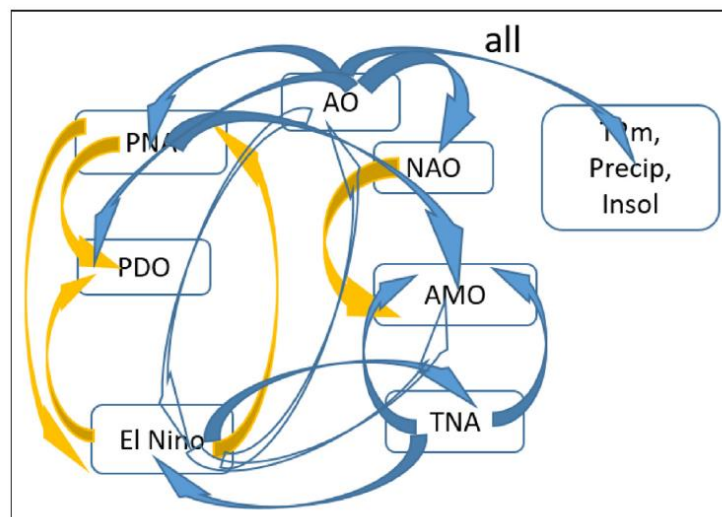 all
AO
PNA
NAO
Precip,
Insol
PDO
AMO
El Nino
TNA